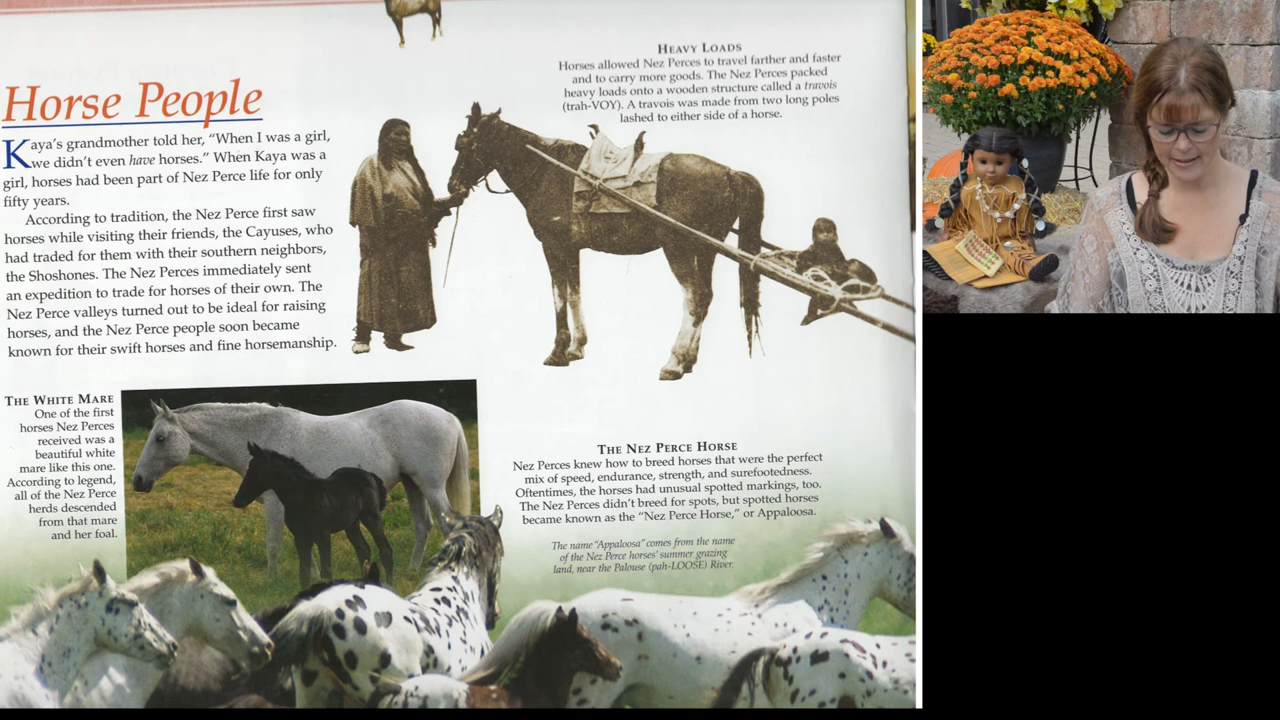 Horse People
Kaya's grandmother told her, "When I was a girl,
we didn't even have horses." When Kaya was a
girl, horses had been part of Nez Perce life for only
fifty years.
According to tradition, the Nez Perce first saw
horses while visiting their friends, the Cayuses, who
had traded for them with their southern neighbors,
the Shoshones. The Nez Perces immediately sent
an expedition to trade for horses of their own. The
Nez Perce valleys turned out to be ideal for raising
horses, and the Nez Perce people soon became
known for their swift horses and fine horsemanship.
HEAVY LOADS
Horses allowed Nez Perces to travel farther and faster
and to carry more goods. The Nez Perces packed
heavy loads onto a wooden structure called a travois
(trah-VOY). A travois was made from two long poles
lashed to either side of a horse.
THE WHITE MARE
One of the first
horses Nez Perces
received was a
beautiful white
mare like this one.
According to legend,
all of the Nez Perce
herds descended
from that mare
and her foal.
THE NEZ PERCE HORSE
Nez Perces knew how to breed horses that were the perfect
mix of speed, endurance, strength, and surefootedness.
Oftentimes, the horses had unusual spotted markings, too.
The Nez Perces didn't breed for spots, but spotted horses
became known as the "Nez Perce Horse," or Appaloosa.
The name "Appaloosa" comes from the name
of the Nez Perce horses' summer grazing
land, near the Palouse (pah-LOOSE) River.